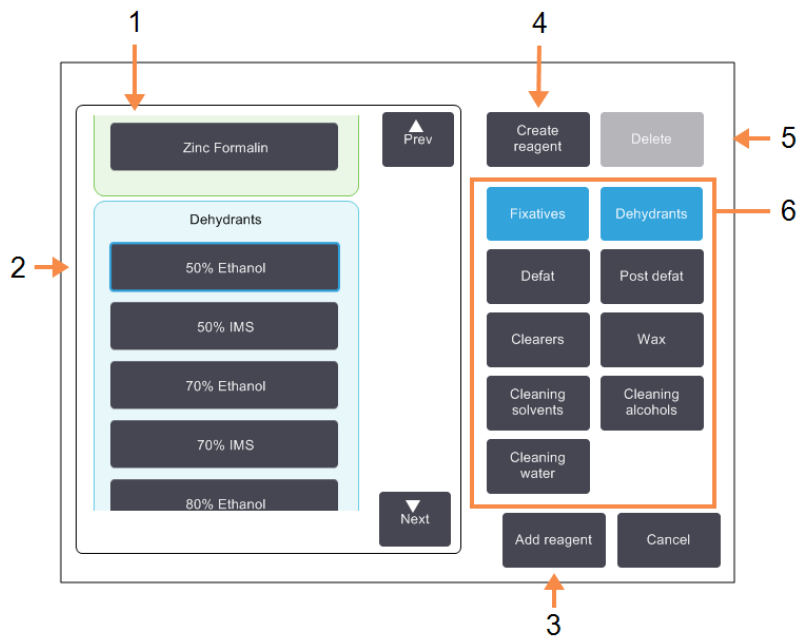 1
4
Zinc Formalin
Prev
Create
reagent
Delete
5
Dehydrants
Fixatives
Dehydrants
6
2
50% Ethanol
Defat
Post defat
50% IMS
Clearers
Wax
70% Ethanol
Cleaning
solvents
Cleaning
alcohols
70% IMS
Cleaning
water
80% Ethanol
Next
Add reagent
Cancel
3